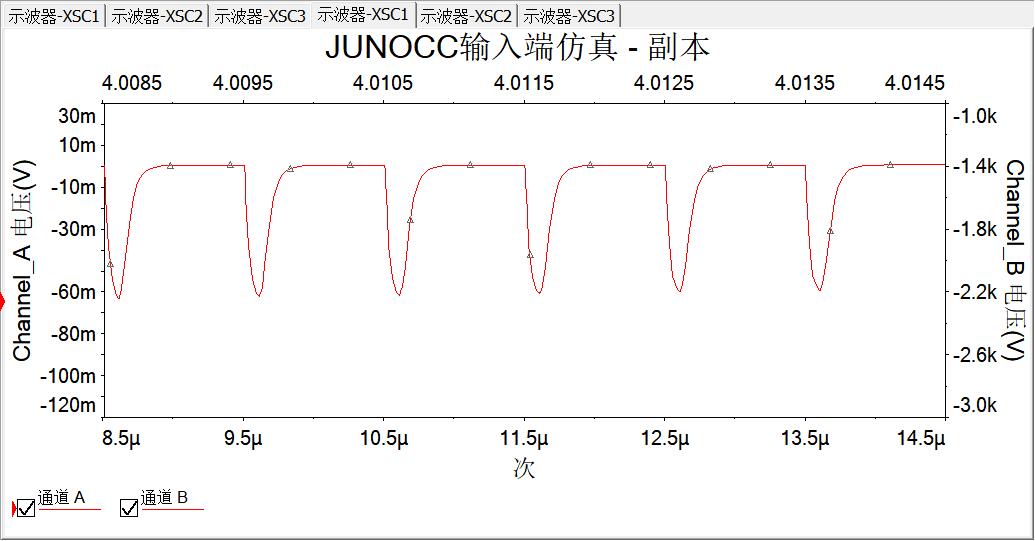 示波器-XSC1 示波器-XSC2 示波器-XSC3 示波器-XSC1 示波器-XSC2 示波器-XSC3
JUNOCC输入端仿真 - 副本
4.0085 4.0095 4.0105 4.0115 4.0125 4.0135 4.0145
Channel_A 电压(V)
30m
10m
-10m
-30m
-60m
-80m
-100m
-120m
-1.0k
-1.4k
-1.8k
-2.2k
-2.6k
-3.0k
Channel_B 电压(V)
8.5µ 9.5µ 10.5µ 11.5µ 12.5µ 13.5µ 14.5µ
次
通道 A 通道 B